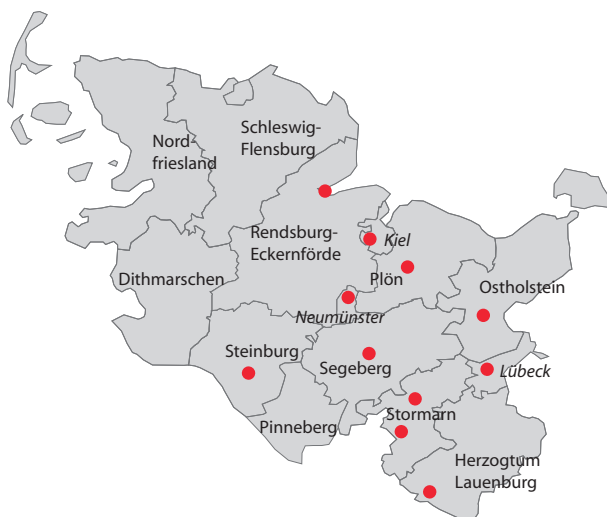 Nord-
friesland
Schleswig-
Flensburg
Rendsburg-
Eckernförde
Kiel
Dithmarschen
Plön
Ostholstein
Neumünster
Steinburg
Segeberg
Lübeck
Pinneberg
Stormarn
Herzogtum
Lauenburg